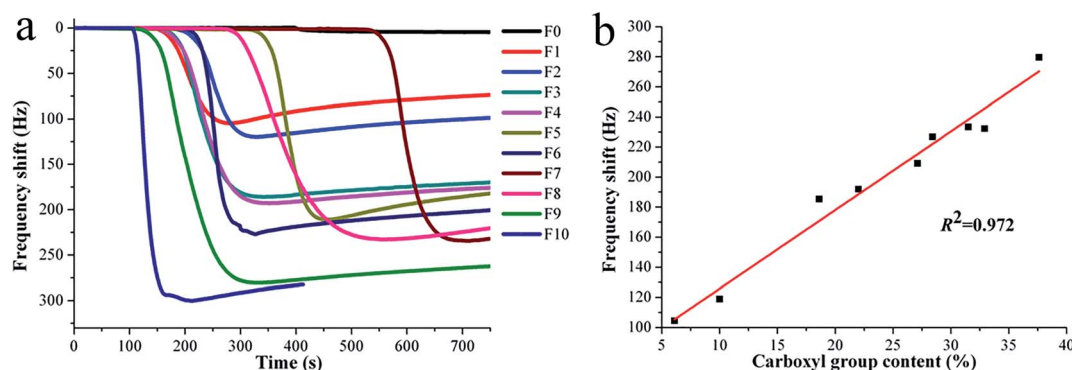 a
0
50
100
150
200
250
300
Frequency shift (Hz)
0 100 200 300 400 500 600 700
Time (s)
F0
F1
F2
F3
F4
F5
F6
F7
F8
F9
F10
b
280
260
240
220
200
180
160
140
120
100
Frequency shift (Hz)
R²=0.972
5 10 15 20 25 30 35 40
Carboxyl group content (%)